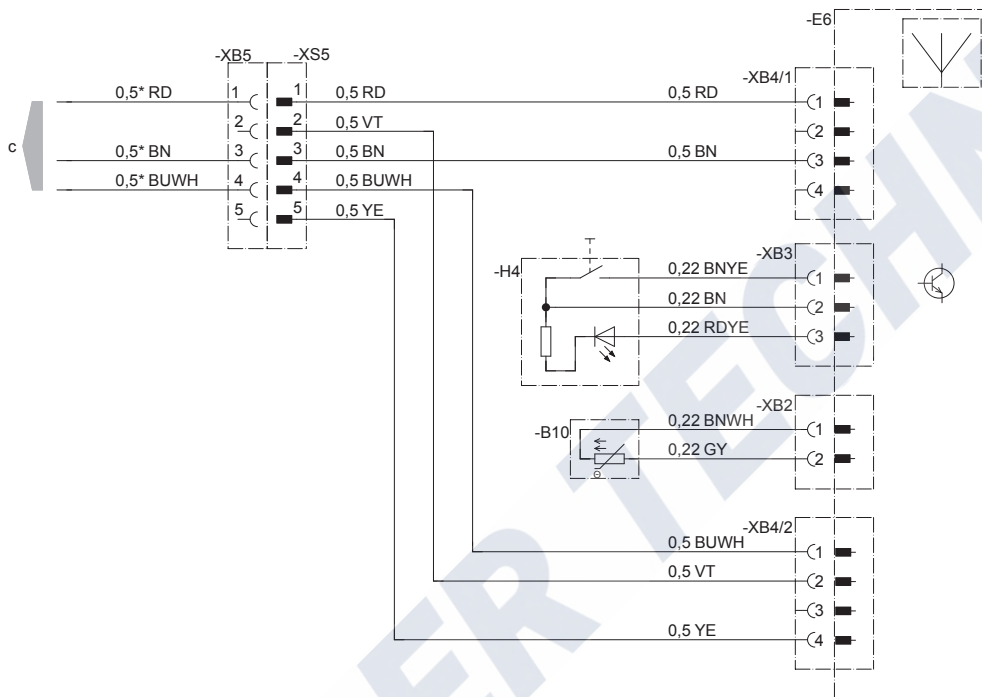 -E6
-XB5 -XS5
-XB4/1
0,5* RD 1 1 0,5 RD 0,5 RD 1
2 2 0,5 VT 2
c
0,5* BN 3 3 0,5 BN 0,5 BN 3
0,5* BUWH 4 4 0,5 BUWH 4
5 5 0,5 YE
-XB3
-H4
0,22 BNYE 1
0,22 BN 2
0,22 RDYE 3
-XB2
-B10
0,22 BNWH 1
0,22 GY 2
-XB4/2
0,5 BUWH 1
0,5 VT 2
3
0,5 YE 4